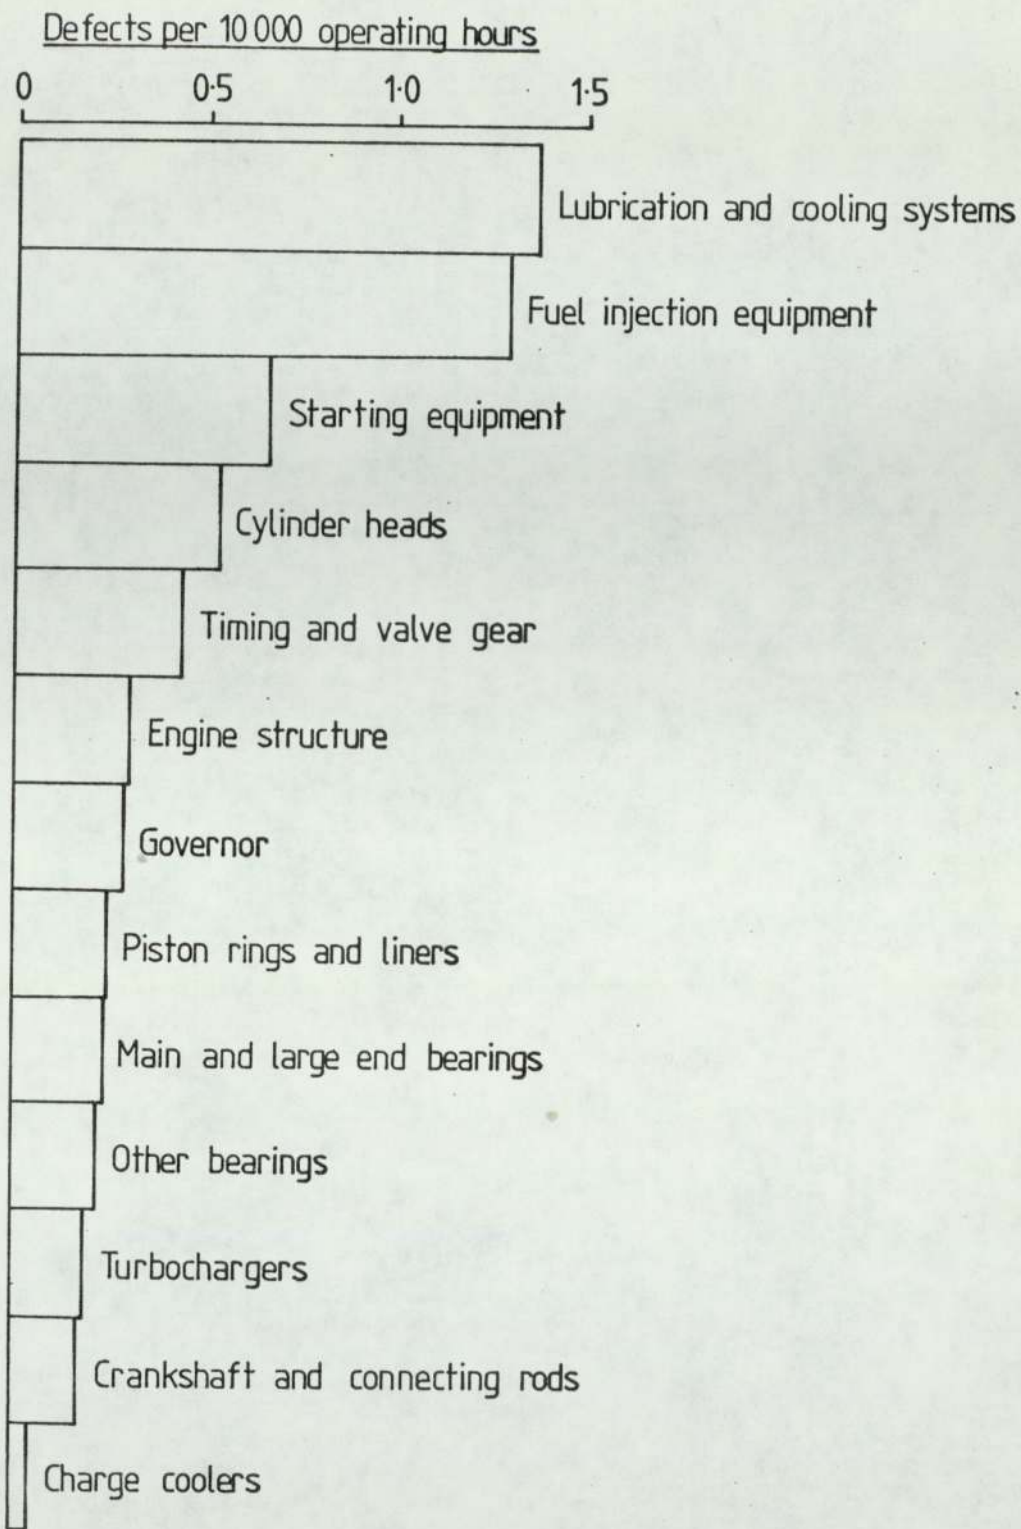 Defects per 10 000 operating hours
0 0·5 1·0 1·5
Lubrication and cooling systems
Fuel injection equipment
Starting equipment
Cylinder heads
Timing and valve gear
Engine structure
Governor
Piston rings and liners
Main and large end bearings
Other bearings
Turbochargers
Crankshaft and connecting rods
Charge coolers